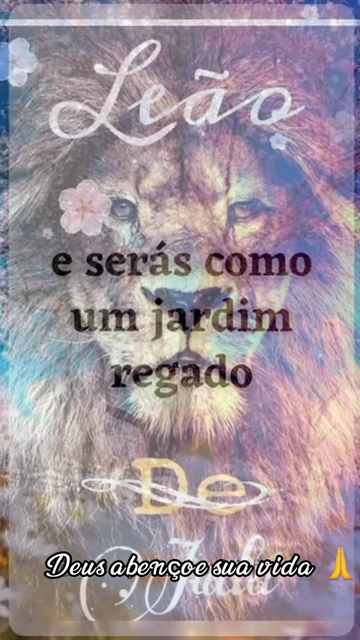 Leão
e serás como
um jardim
regado
De
Deus abençoe sua vida 🙏